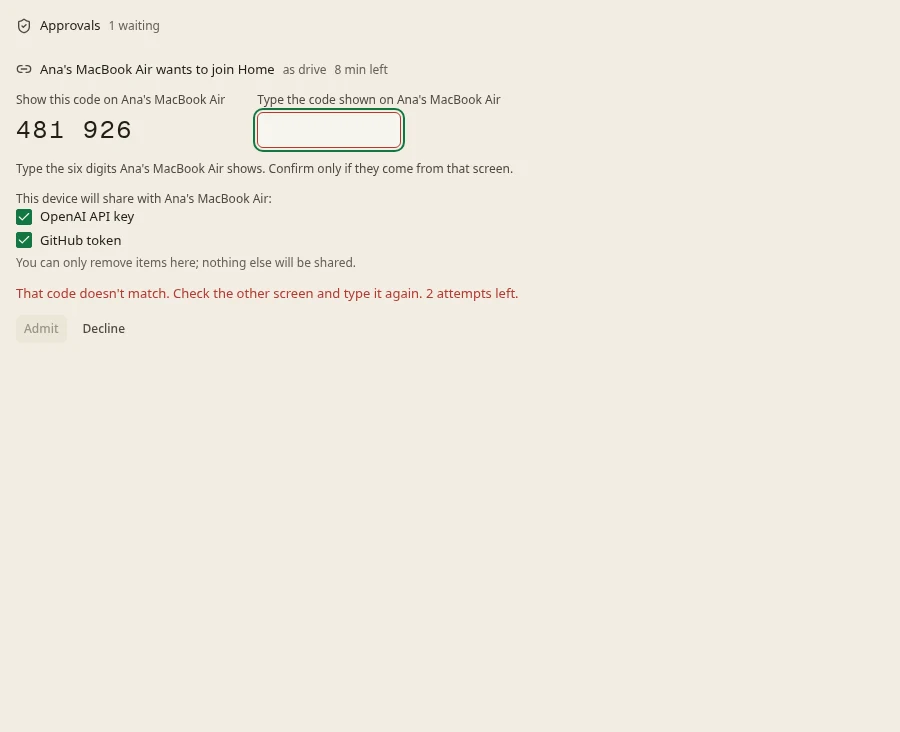 Approvals 1 waiting
Ana's MacBook Air wants to join Home as drive 8 min left
Show this code on Ana's MacBook Air
481 926
Type the code shown on Ana's MacBook Air
Type the six digits Ana's MacBook Air shows. Confirm only if they come from that screen.
This device will share with Ana's MacBook Air:
OpenAI API key
GitHub token
You can only remove items here; nothing else will be shared.
That code doesn't match. Check the other screen and type it again. 2 attempts left.
Admit Decline